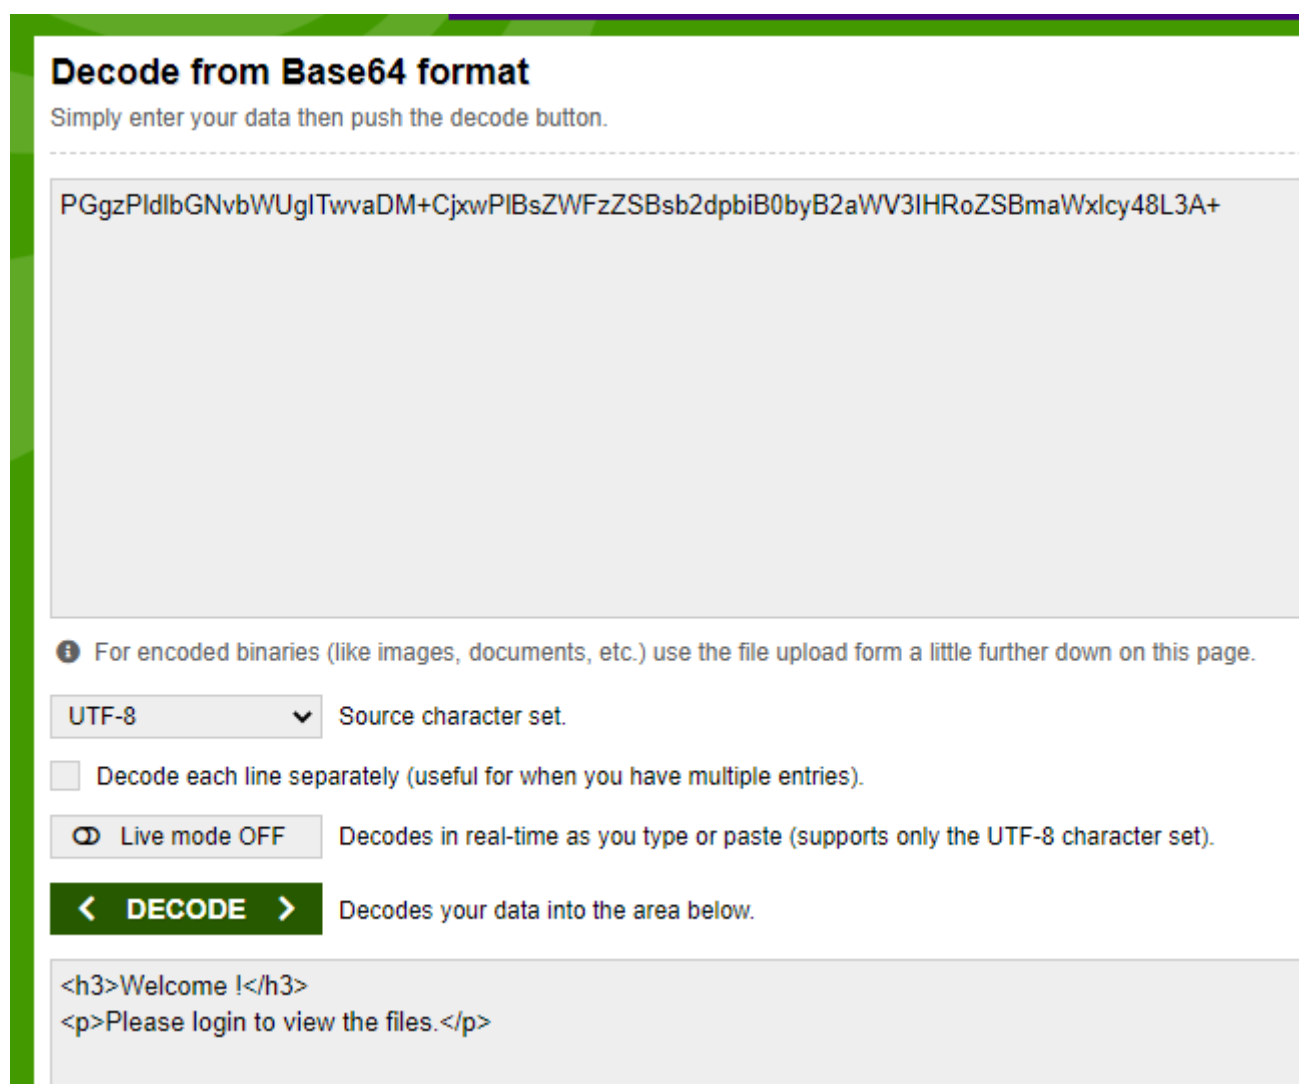 Decode from Base64 format
Simply enter your data then push the decode button.
PGgzPldlbGNvbWUgITwvaDM+CjxwPlBsZWFzZSBsb2dpbiB0byB2aWV3IHRoZSBmaWxlcy48L3A+
For encoded binaries (like images, documents, etc.) use the file upload form a little further down on this page.
UTF-8 Source character set.
Decode each line separately (useful for when you have multiple entries).
Live mode OFF Decodes in real-time as you type or paste (supports only the UTF-8 character set).
< DECODE > Decodes your data into the area below.
<h3>Welcome !</h3>
<p>Please login to view the files.</p>